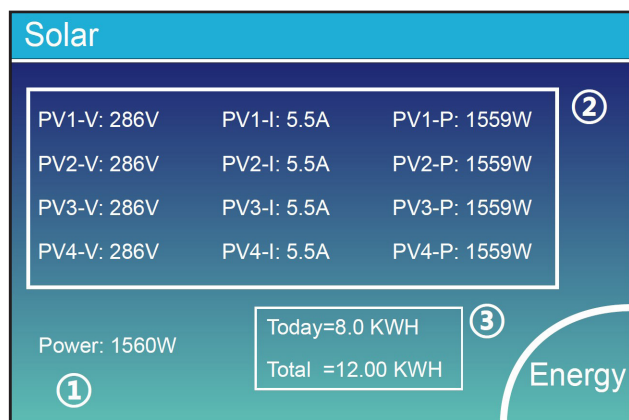 Solar
PV1-V: 286V PV1-I: 5.5A PV1-P: 1559W ②
PV2-V: 286V PV2-I: 5.5A PV2-P: 1559W
PV3-V: 286V PV3-I: 5.5A PV3-P: 1559W
PV4-V: 286V PV4-I: 5.5A PV4-P: 1559W
Today=8.0 KWH ③
Power: 1560W
Total =12.00 KWH
Energy
①